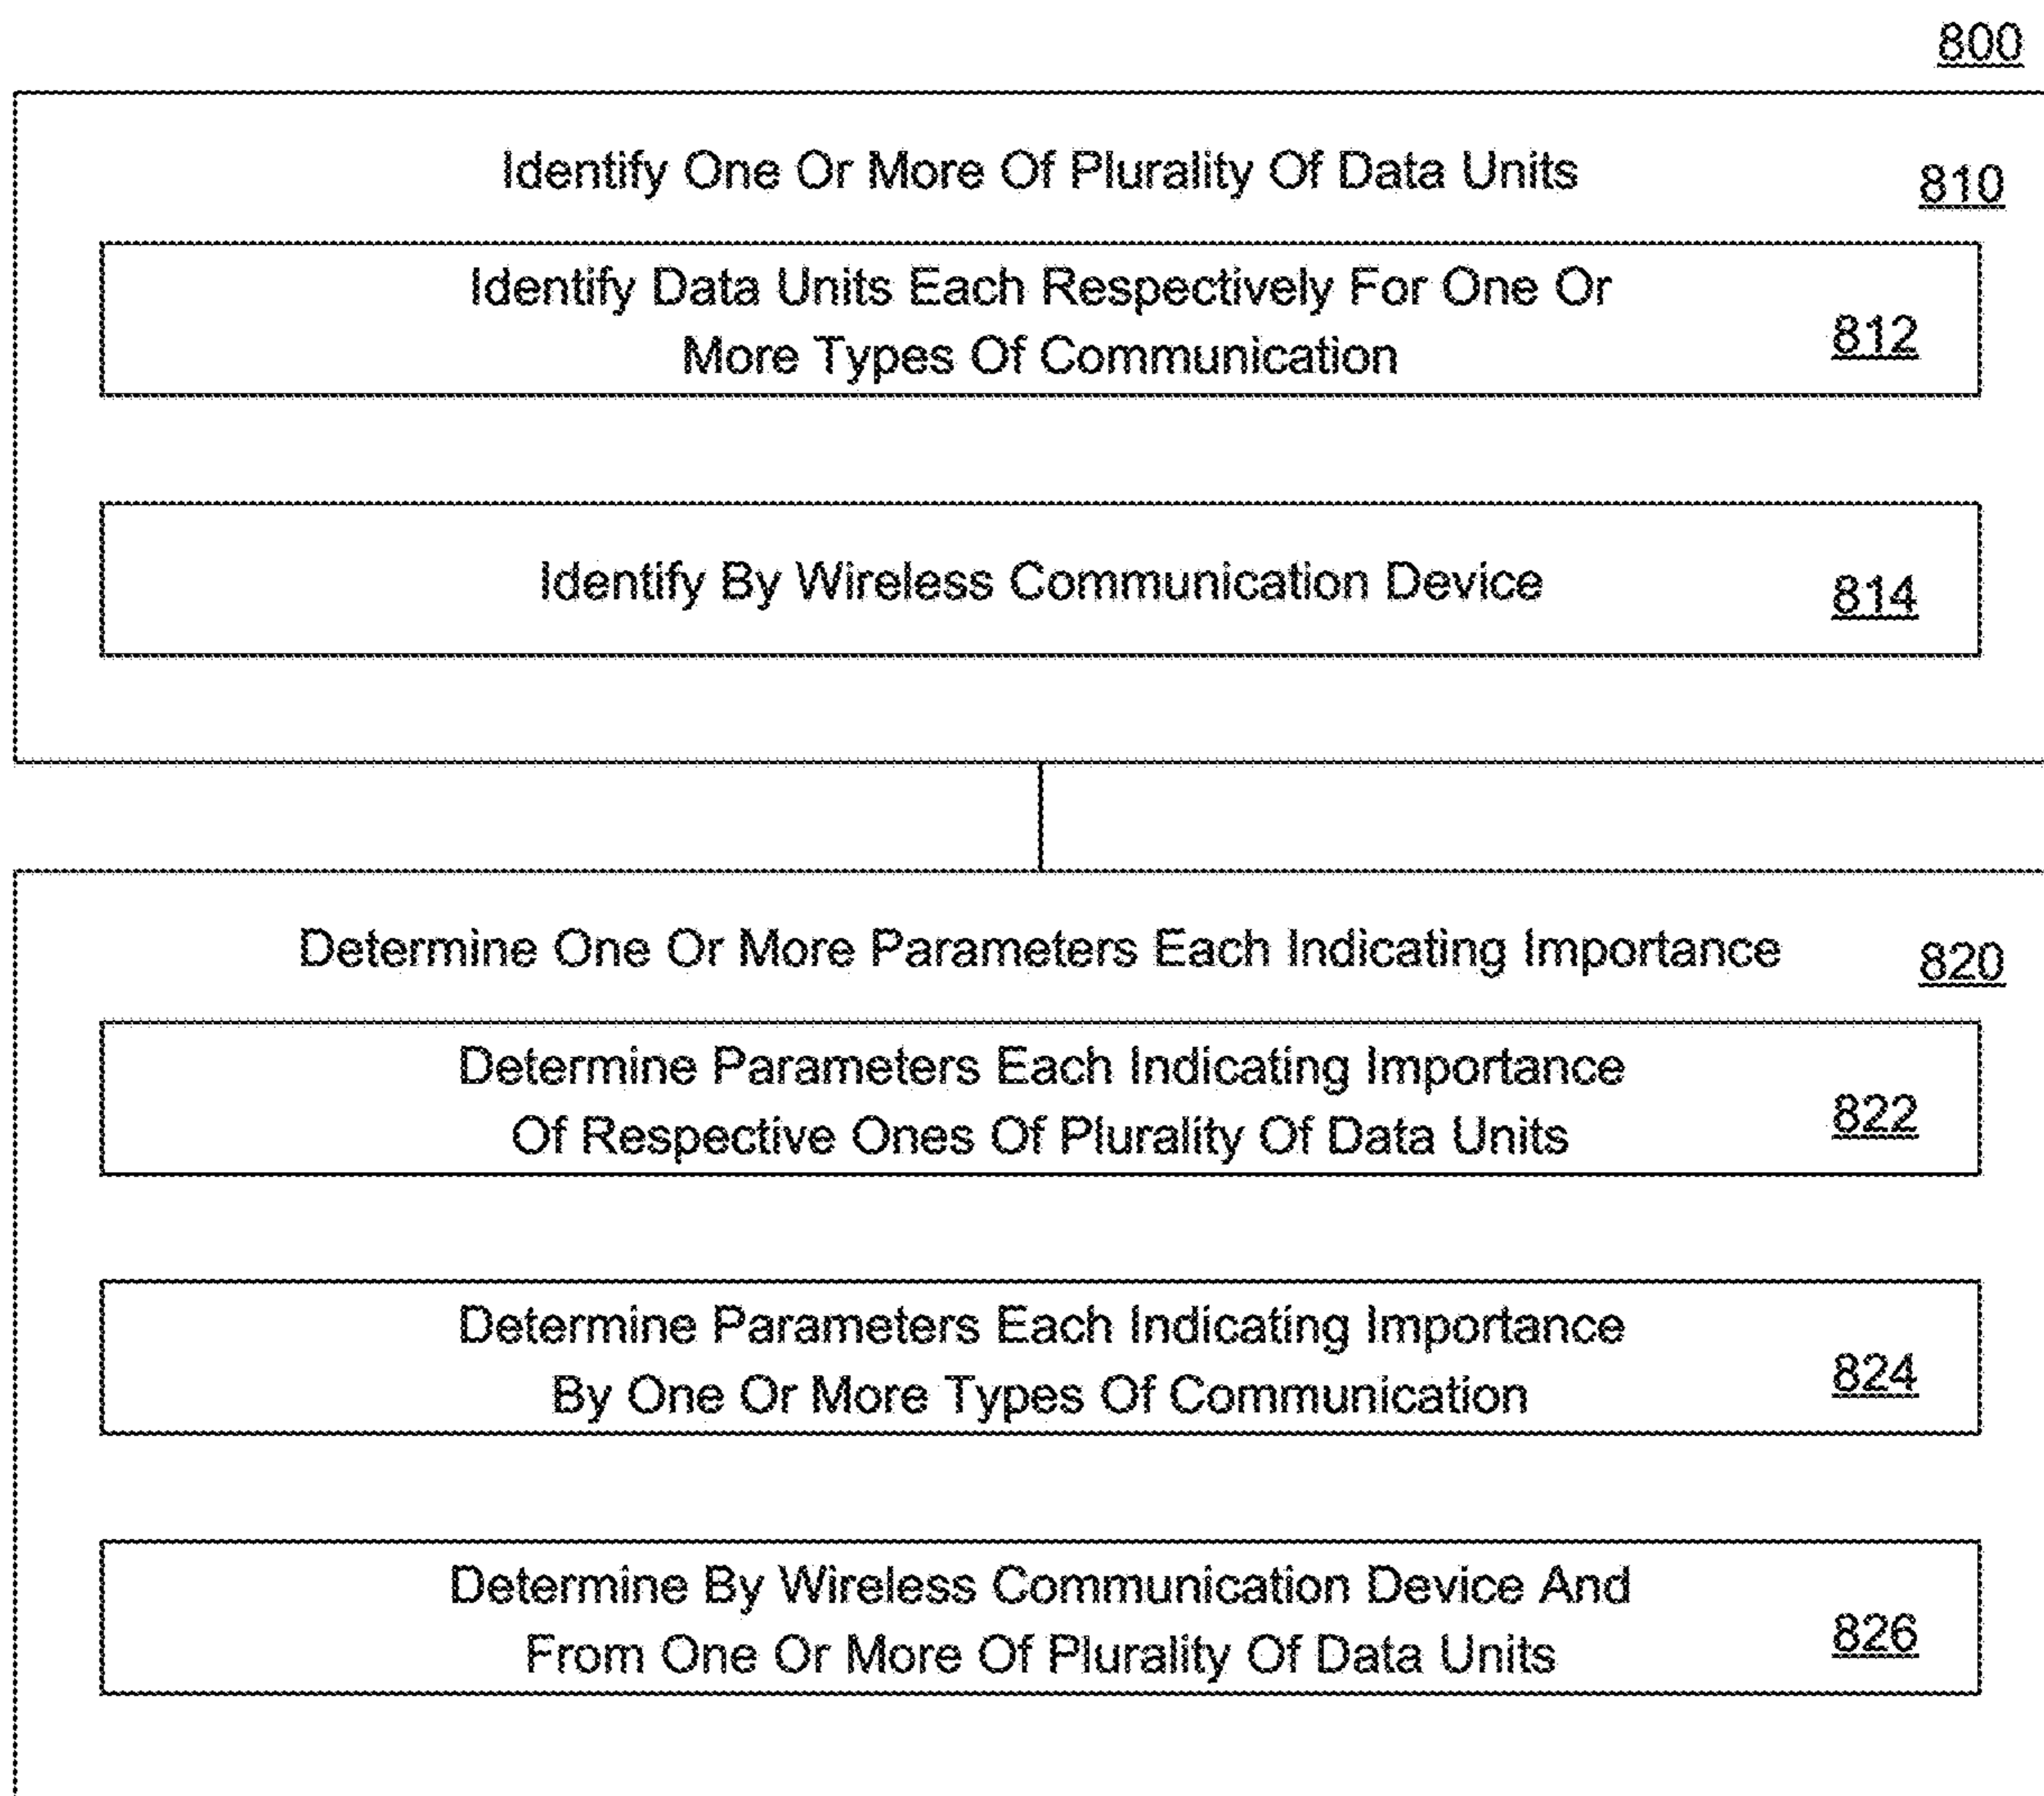 800
Identify One Or More Of Plurality Of Data Units
810
Identify Data Units Each Respectively For One Or
More Types Of Communication
812
Identify By Wireless Communication Device
814
Determine One Or More Parameters Each Indicating Importance
820
Determine Parameters Each Indicating Importance
Of Respective Ones Of Plurality Of Data Units
822
Determine Parameters Each Indicating Importance
By One Or More Types Of Communication
824
Determine By Wireless Communication Device And
From One Or More Of Plurality Of Data Units
826